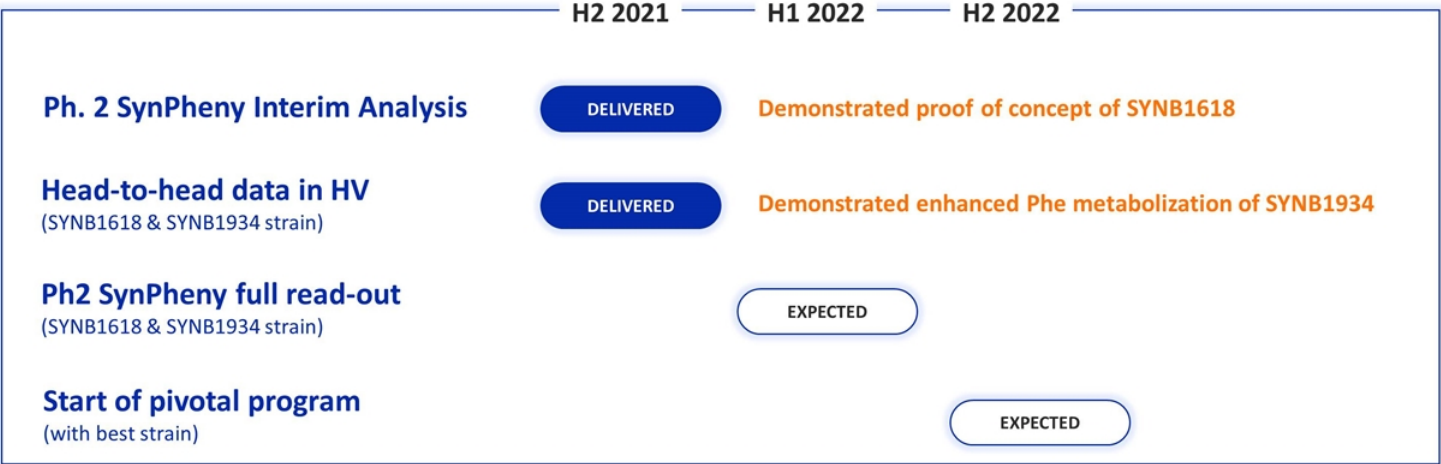 H2 2021 H1 2022 H2 2022
Ph. 2 SynPheny Interim Analysis DELIVERED Demonstrated proof of concept of SYNB1618
Head-to-head data in HV DELIVERED Demonstrated enhanced Phe metabolization of SYNB1934
(SYNB1618 & SYNB1934 strain)
Ph2 SynPheny full read-out EXPECTED
(SYNB1618 & SYNB1934 strain)
Start of pivotal program EXPECTED
(with best strain)